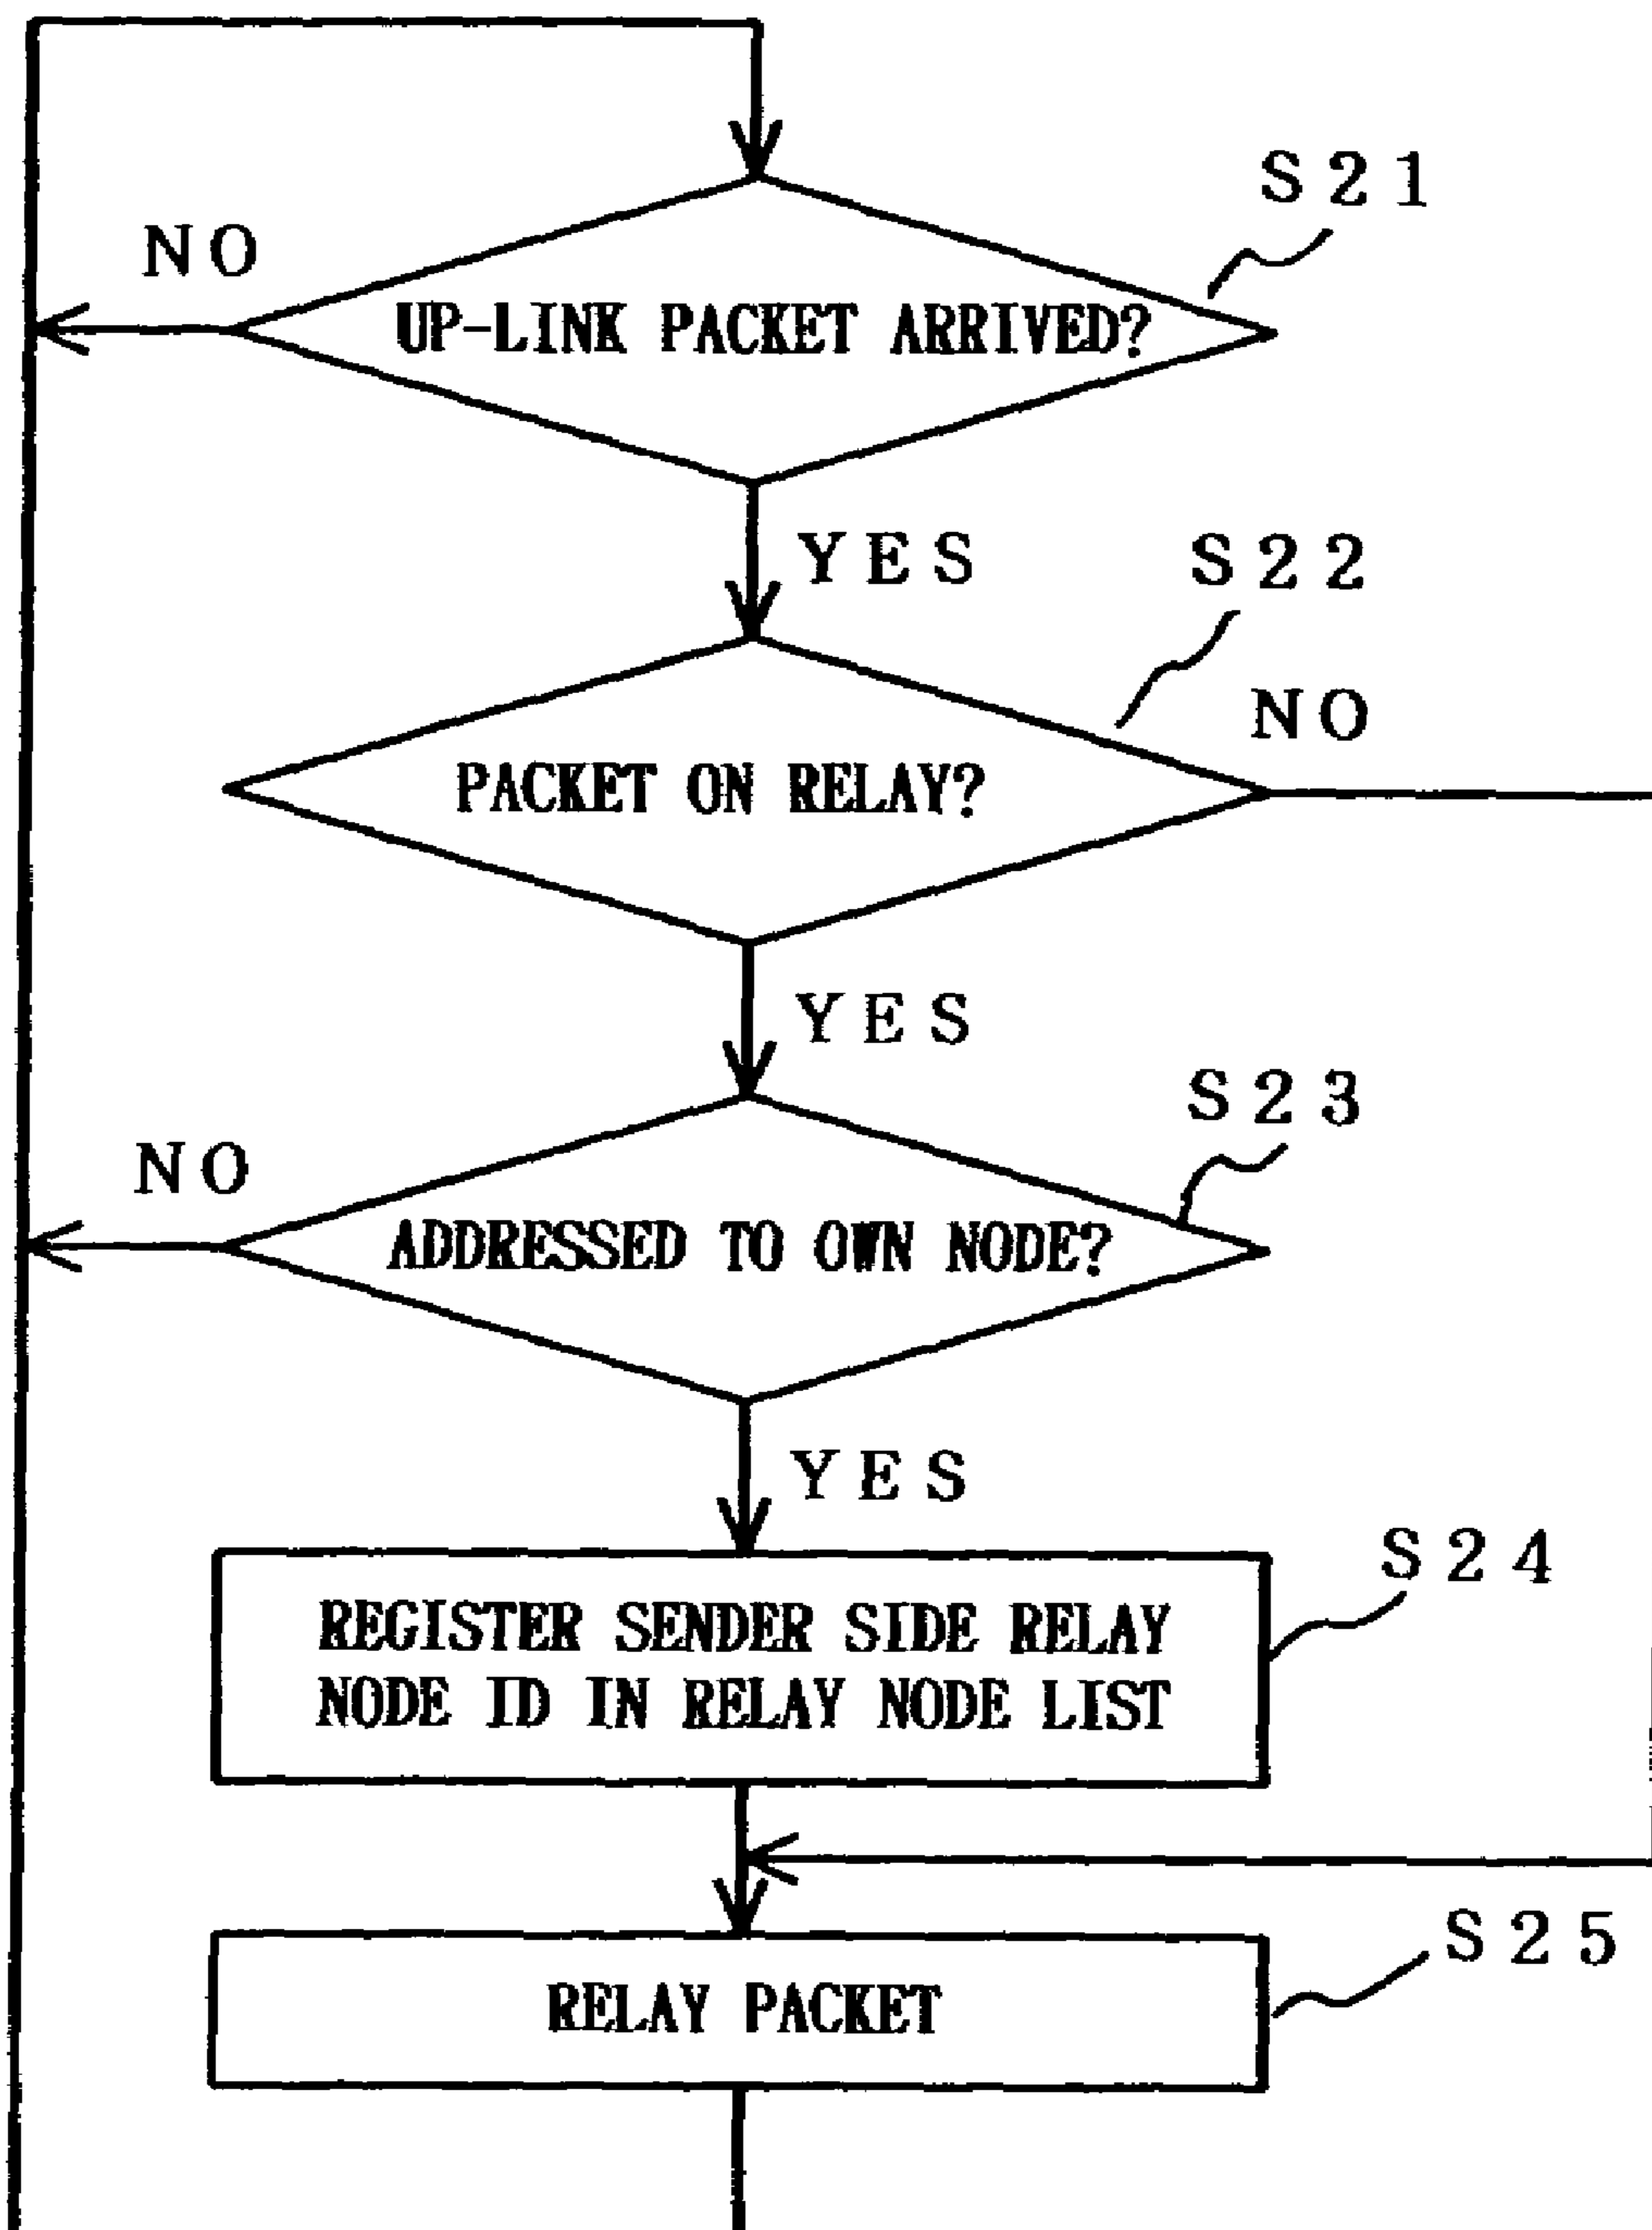 S21
NO
UP-LINK PACKET ARRIVED?
YES
S22
NO
PACKET ON RELAY?
YES
S23
NO
ADDRESSED TO OWN NODE?
YES
S24
REGISTER SENDER SIDE RELAY
NODE ID IN RELAY NODE LIST
S25
RELAY PACKET